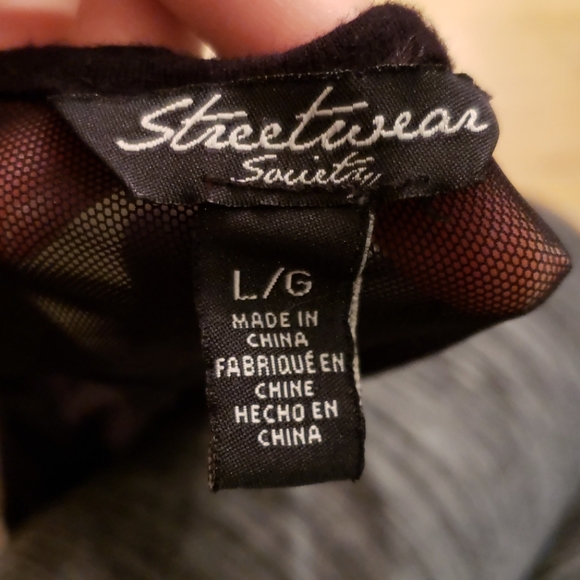 Streetwear
Society
L/G
MADE IN
CHINA
FABRIQUÉ EN
CHINE
HECHO EN
CHINA